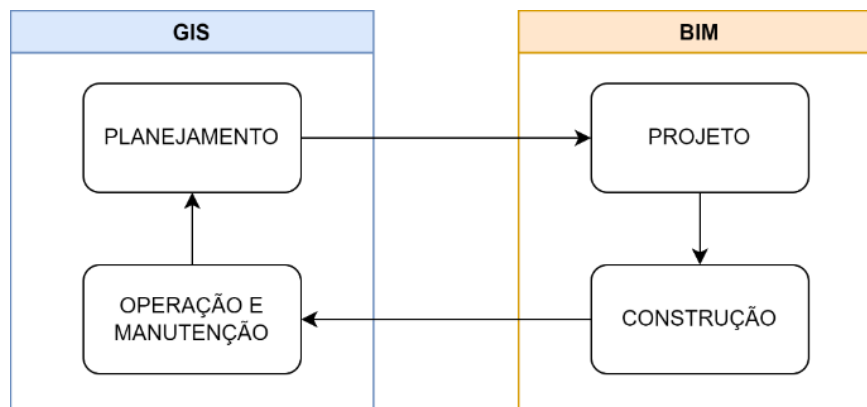 GIS
BIM
PLANEJAMENTO
PROJETO
OPERAÇÃO E
MANUTENÇÃO
CONSTRUÇÃO